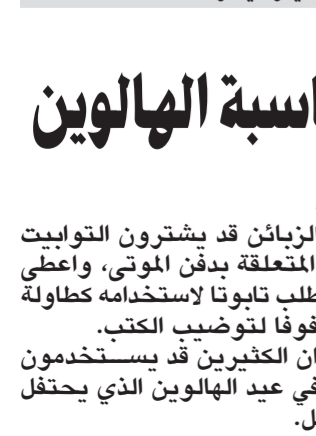 اسبة الهالوين
الزبائن قد يشترون التوابيت
المتعلقة بدفن الموتى، واعطى
طلب تابوتا لاستخدامه كطاولة
فوفا لتوضيب الكتب.
ان الكثيرين قد يســتخدمون
في عيد الهالوين الذي يحتفل
ل.